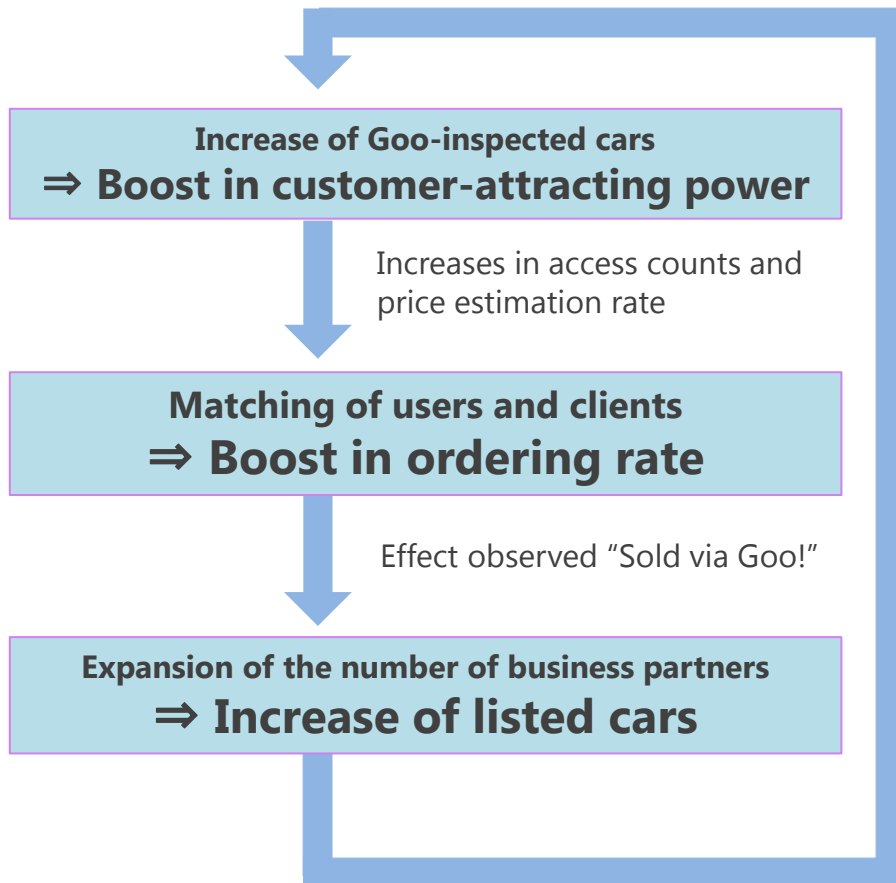 Increase of Goo-inspected cars
⇒ Boost in customer-attracting power
Increases in access counts and
price estimation rate
Matching of users and clients
⇒ Boost in ordering rate
Effect observed “Sold via Goo!”
Expansion of the number of business partners
⇒ Increase of listed cars